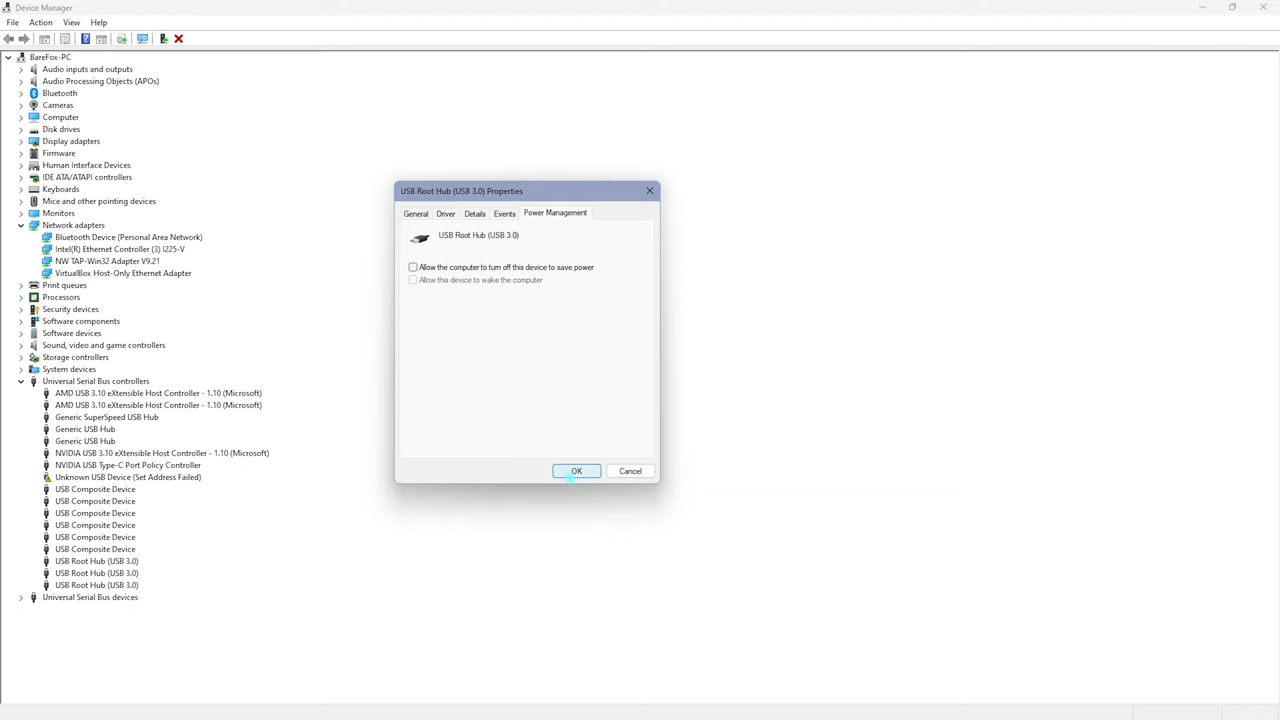 Device Manager
File Action View Help
BareFox-PC
Audio inputs and outputs
Audio Processing Objects (APOs)
Bluetooth
Cameras
Computer
Disk drives
Display adapters
Firmware
Human Interface Devices
IDE ATA/ATAPI controllers
Keyboards
Mice and other pointing devices
Monitors
Network adapters
Bluetooth Device (Personal Area Network)
Intel(R) Ethernet Controller (3) I225-V
NW TAP-Win32 Adapter V9.21
VirtualBox Host-Only Ethernet Adapter
Print queues
Processors
Security devices
Software components
Software devices
Sound, video and game controllers
Storage controllers
System devices
Universal Serial Bus controllers
AMD USB 3.10 eXtensible Host Controller - 1.10 (Microsoft)
AMD USB 3.10 eXtensible Host Controller - 1.10 (Microsoft)
Generic SuperSpeed USB Hub
Generic USB Hub
Generic USB Hub
NVIDIA USB 3.10 eXtensible Host Controller - 1.10 (Microsoft)
NVIDIA USB Type-C Port Policy Controller
Unknown USB Device (Set Address Failed)
USB Composite Device
USB Composite Device
USB Composite Device
USB Composite Device
USB Composite Device
USB Composite Device
USB Root Hub (USB 3.0)
USB Root Hub (USB 3.0)
USB Root Hub (USB 3.0)
Universal Serial Bus devices
USB Root Hub (USB 3.0) Properties
General Driver Details Events Power Management
USB Root Hub (USB 3.0)
Allow the computer to turn off this device to save power
Allow this device to wake the computer
OK Cancel